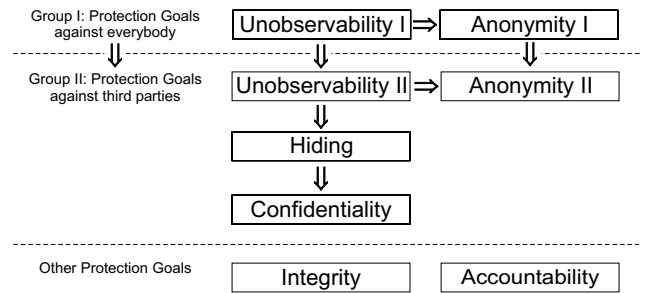 Group I: Protection Goals
against everybody
Unobservability I
Anonymity I
Group II: Protection Goals
against third parties
Unobservability II
Anonymity II
Hiding
Confidentiality
Other Protection Goals
Integrity
Accountability